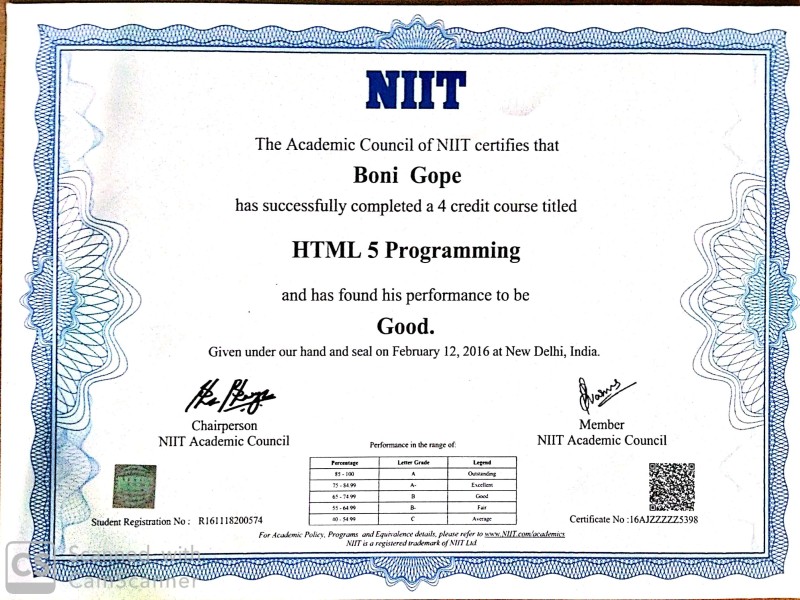 NIIT
The Academic Council of NIIT certifies that
Boni Gope
has successfully completed a 4 credit course titled
HTML 5 Programming
and has found his performance to be
Good.
Given under our hand and seal on February 12, 2016 at New Delhi, India.
Chairperson
NIIT Academic Council
Member
NIIT Academic Council
Performance in the range of:
Percentage Letter Grade Legend
85 - 100 A Outstanding
75 - 84.99 A- Excellent
65 - 74.99 B Good
55 - 64.99 B- Fair
40 - 54.99 C Average
Student Registration No : R161118200574
Certificate No :16AJZZZZZ5398
For Academic Policy, Programs and Equivalence details, please refer to www.NIIT.com/academics
NIIT is a registered trademark of NIIT Ltd
CS Scanned with
CamScanner